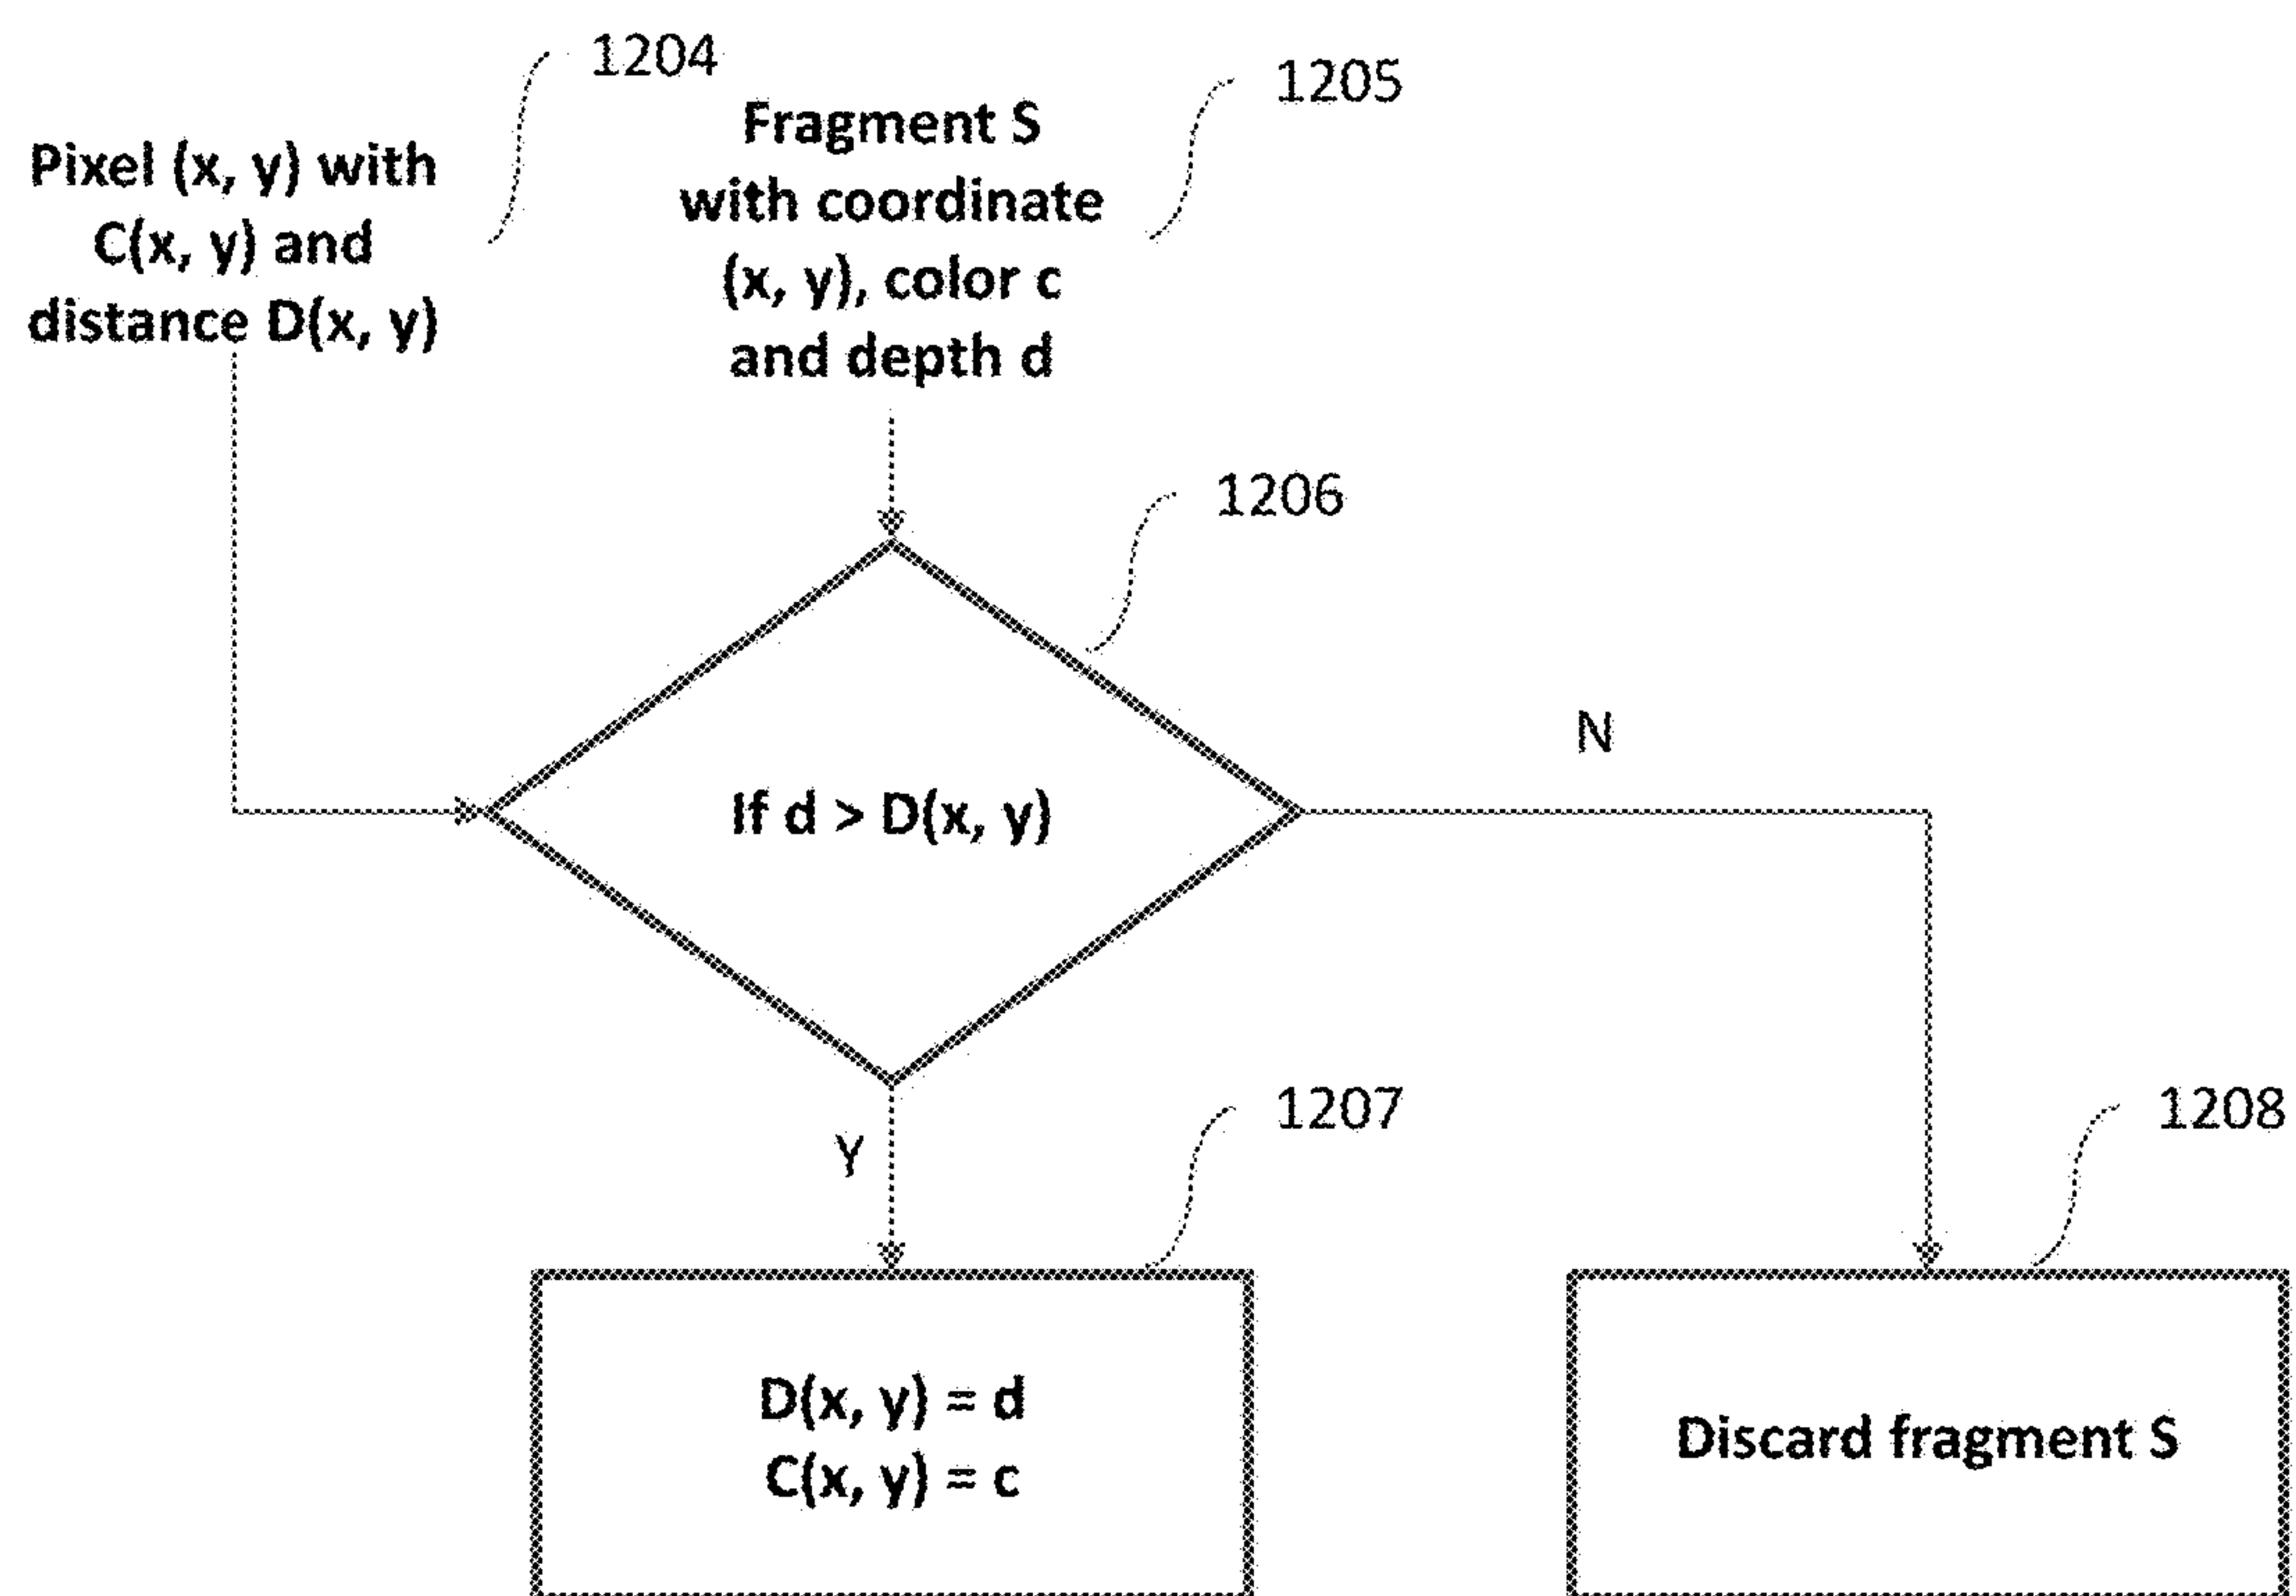 1204
Pixel (x, y) with
C(x, y) and
distance D(x, y)
1205
Fragment S
with coordinate
(x, y), color c
and depth d
1206
If d > D(x, y)
N
Y
1207
D(x, y) = d
C(x, y) = c
1208
Discard fragment S